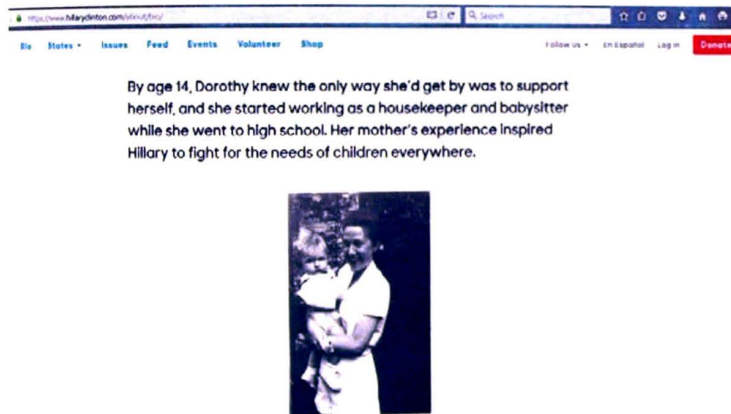 https://www.hillaryclinton.com/about/bio/
Search
Bio States Issues Feed Events Volunteer Shop
Follow us En Español Log in Donate
By age 14, Dorothy knew the only way she'd get by was to support
herself, and she started working as a housekeeper and babysitter
while she went to high school. Her mother's experience inspired
Hillary to fight for the needs of children everywhere.